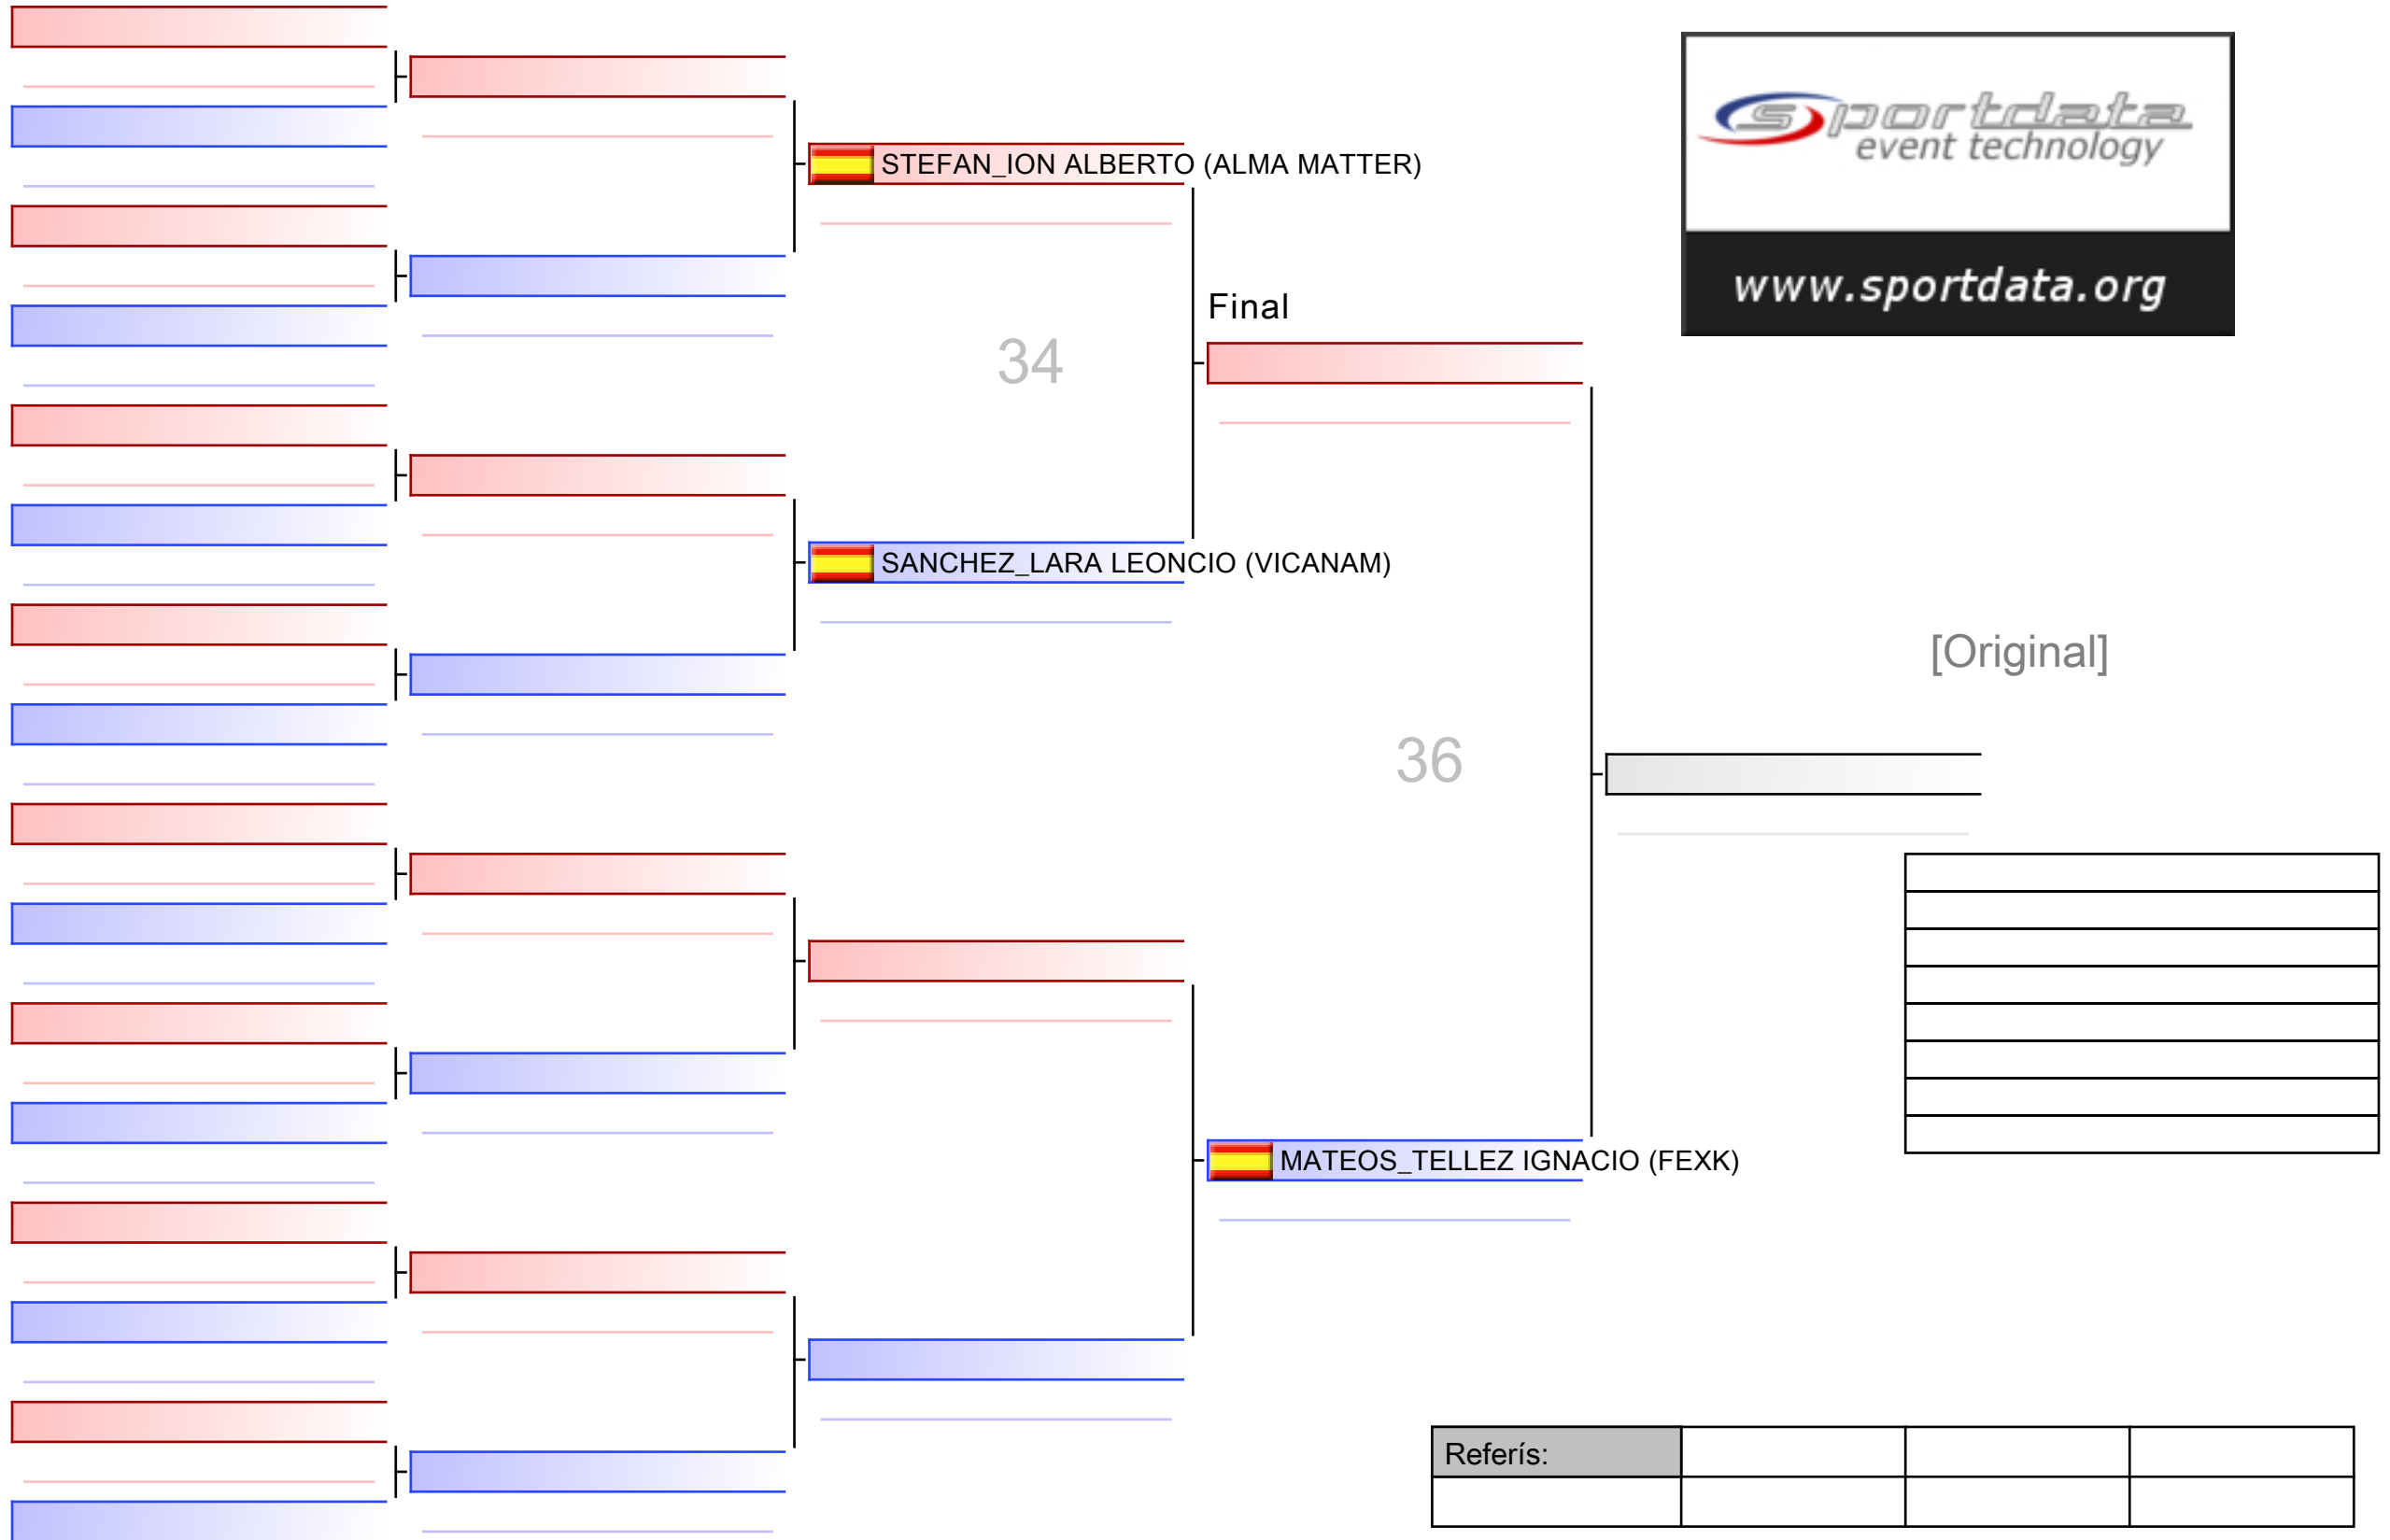 sportdata
event technology
www.sportdata.org
STEFAN_ION ALBERTO (ALMA MATTER)
Final
34
SANCHEZ_LARA LEONCIO (VICANAM)
[Original]
36
MATEOS_TELLEZ IGNACIO (FEXK)
Referís: